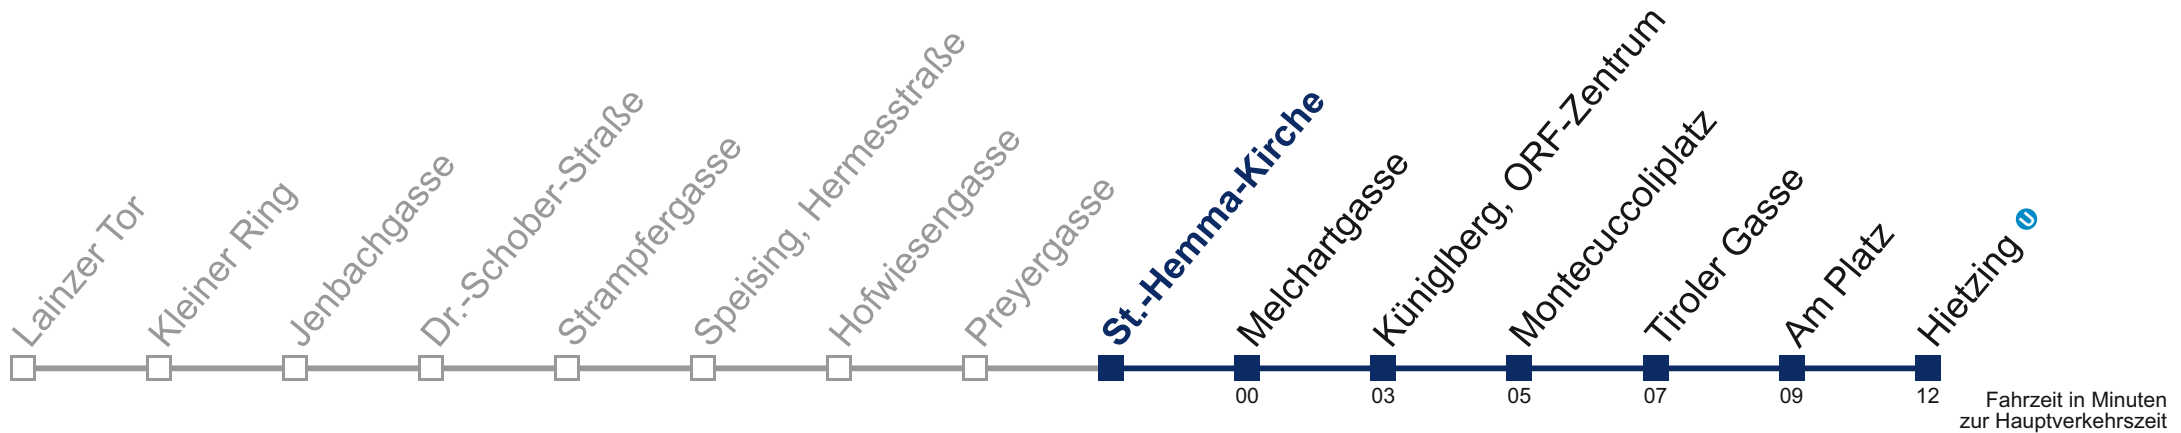 Lainzer Tor
Kleiner Ring
Jenbachgasse
Dr.-Schober-Straße
Strampfergasse
Speising, Hermesstraße
Hofwiesengasse
Preyergasse
St.-Hemma-Kirche
Melchartgasse
Küniglberg, ORF-Zentrum
Montecuccoliplatz
Tiroler Gasse
Am Platz
Hietzing U
00
03
05
07
09
12
Fahrzeit in Minuten
zur Hauptverkehrszeit